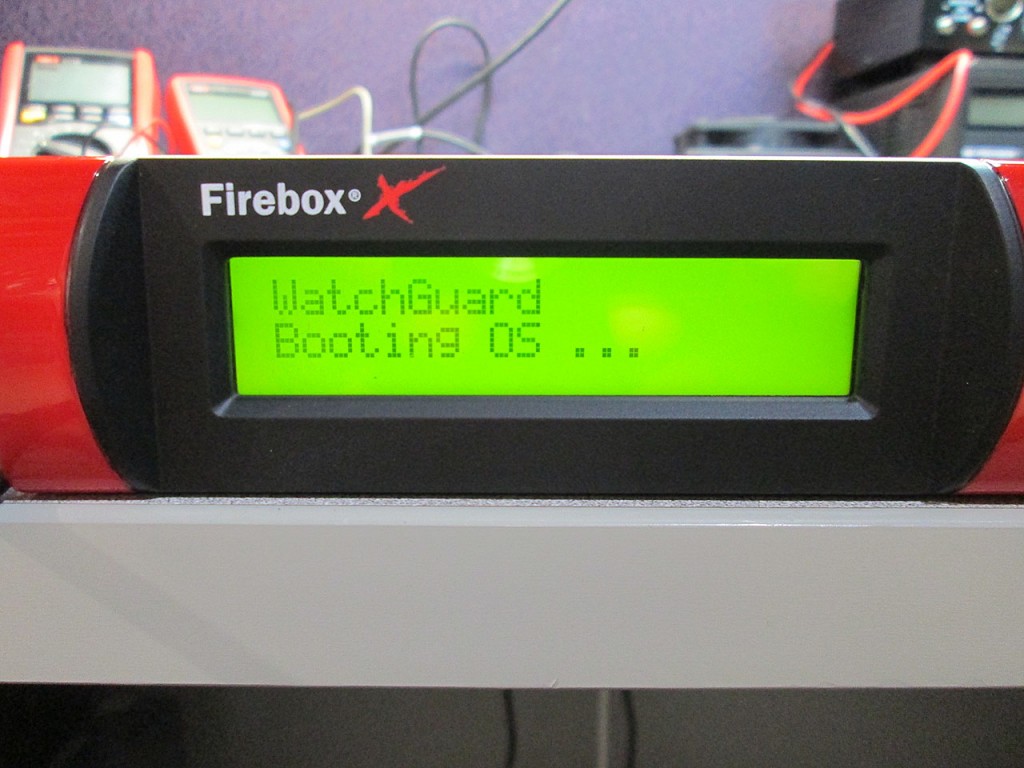 Firebox® X
WatchGuard
Booting OS ...